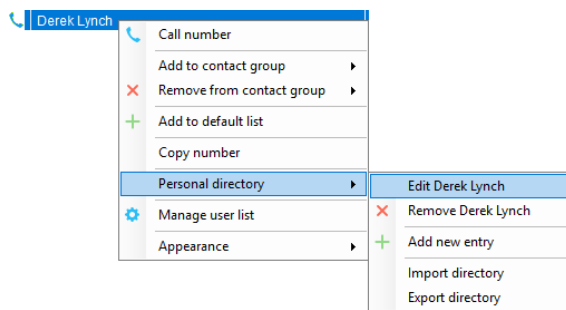 Derek Lynch
Call number
Add to contact group
Remove from contact group
Add to default list
Copy number
Personal directory
Manage user list
Appearance
Edit Derek Lynch
Remove Derek Lynch
Add new entry
Import directory
Export directory